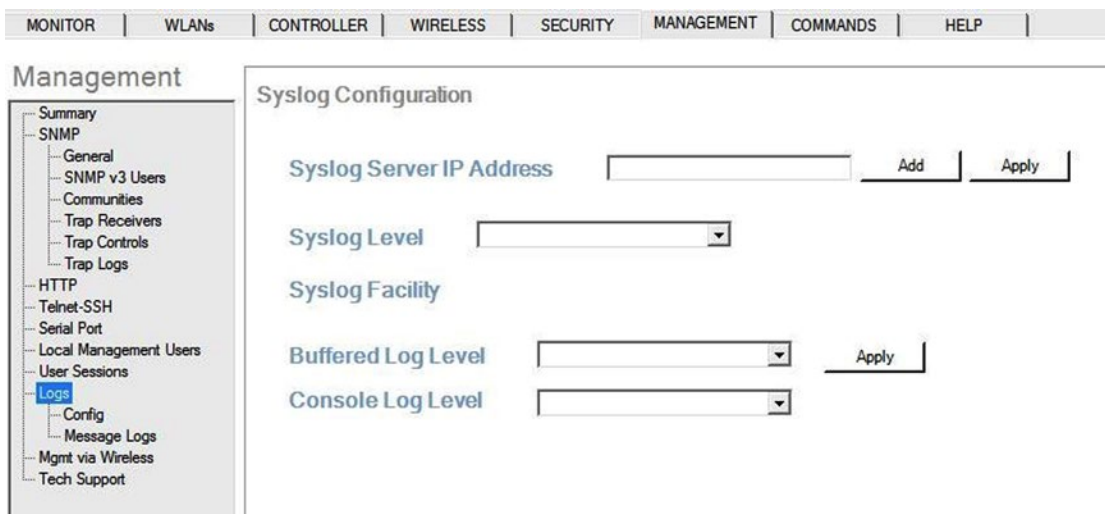 MONITOR WLANs CONTROLLER WIRELESS SECURITY MANAGEMENT COMMANDS HELP
Management
Summary
SNMP
General
SNMP v3 Users
Communities
Trap Receivers
Trap Controls
Trap Logs
HTTP
Telnet-SSH
Serial Port
Local Management Users
User Sessions
Logs
Config
Message Logs
Mgmt via Wireless
Tech Support
Syslog Configuration
Syslog Server IP Address Add Apply
Syslog Level
Syslog Facility
Buffered Log Level Apply
Console Log Level